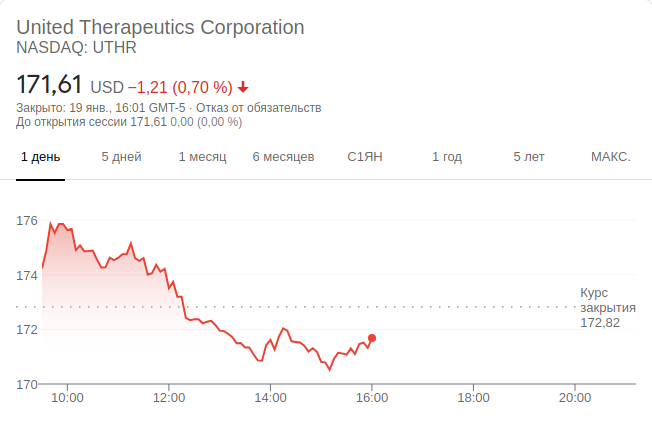 United Therapeutics Corporation
NASDAQ: UTHR
171,61 USD −1,21 (0,70 %)
Закрыто: 19 янв., 16:01 GMT-5 · Отказ от обязательств
До открытия сессии 171,61 0,00 (0,00 %)
1 день 5 дней 1 месяц 6 месяцев С1ЯН 1 год 5 лет МАКС.
176
174
Курс
закрытия
172,82
172
170
10:00 12:00 14:00 16:00 18:00 20:00